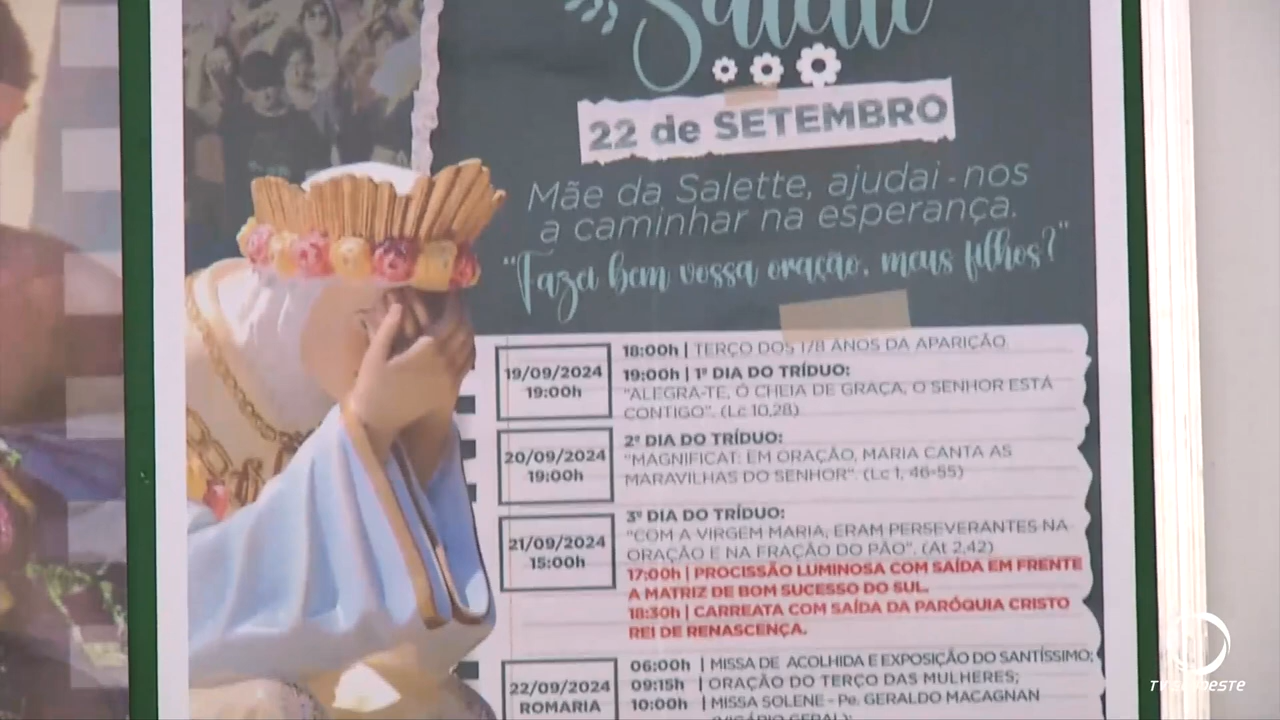 Salette
22 de SETEMBRO
Mãe da Salette, ajudai-nos
a caminhar na esperança.
"Fazei bem vossa oração, meus filhos?"
18:00h | TERÇO DOS 178 ANOS DA APARIÇÃO
19/09/2024
19:00h
19:00h | 1º DIA DO TRÍDUO:
"ALEGRA-TE, Ó CHEIA DE GRAÇA, O SENHOR ESTÁ
CONTIGO". (Lc 10,28)
20/09/2024
19:00h
2º DIA DO TRÍDUO:
"MAGNIFICAT: EM ORAÇÃO, MARIA CANTA AS
MARAVILHAS DO SENHOR". (Lc 1, 46-55)
21/09/2024
15:00h
3º DIA DO TRÍDUO:
"COM A VIRGEM MARIA, ERAM PERSEVERANTES NA
ORAÇÃO E NA FRAÇÃO DO PÃO". (At 2,42)
17:00h | PROCISSÃO LUMINOSA COM SAÍDA EM FRENTE
A MATRIZ DE BOM SUCESSO DO SUL.
18:30h | CARREATA COM SAÍDA DA PARÓQUIA CRISTO
REI DE RENASCENÇA.
22/09/2024
ROMARIA
06:00h | MISSA DE ACOLHIDA E EXPOSIÇÃO DO SANTÍSSIMO;
09:15h | ORAÇÃO DO TERÇO DAS MULHERES;
10:00h | MISSA SOLENE - Pe. GERALDO MACAGNAN
(VIGÁRIO GERAL);